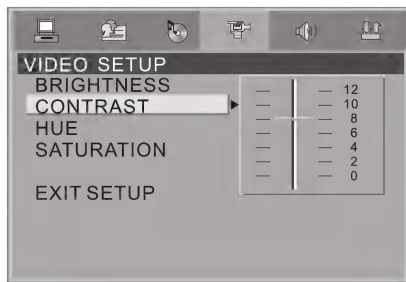 VIDEO SETUP
BRIGHTNESS
CONTRAST
HUE
SATURATION
EXIT SETUP
12
10
8
6
4
2
0